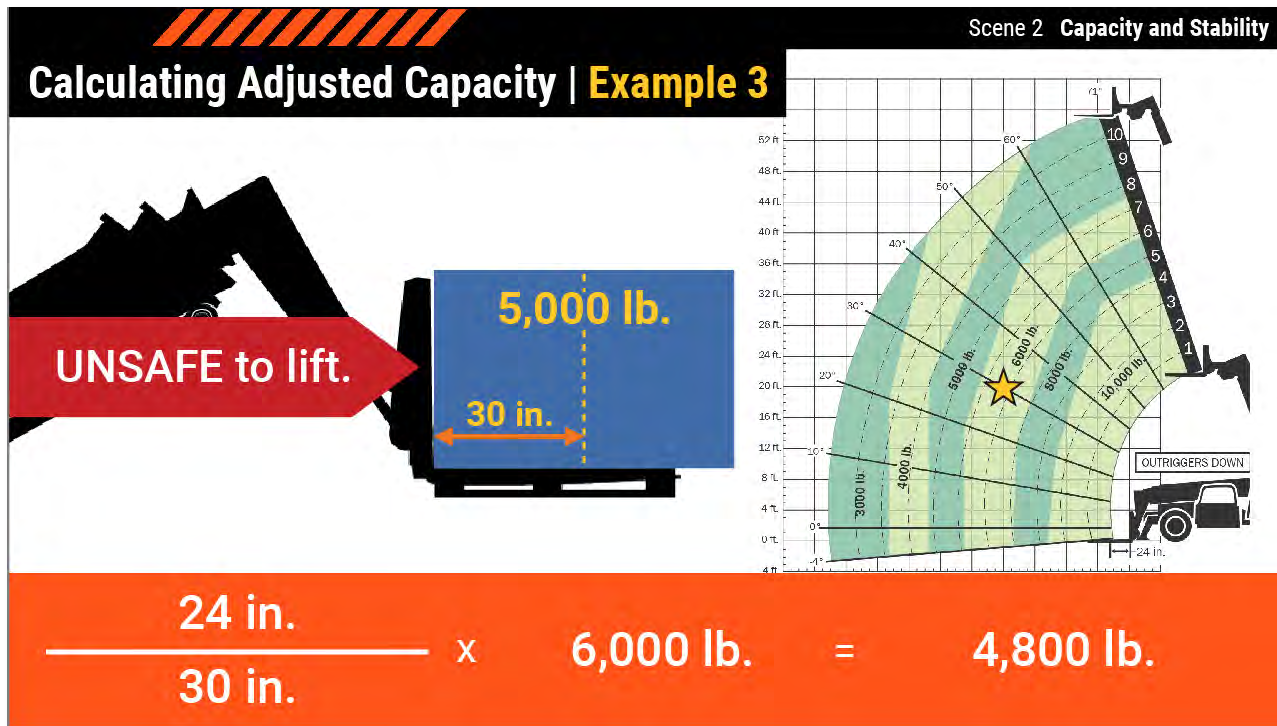 Scene 2 Capacity and Stability
Calculating Adjusted Capacity | Example 3
5,000 lb.
30 in.
UNSAFE to lift.
52 ft.
48 ft.
44 ft.
40 ft
36 ft.
32 ft.
28 ft.
24 ft.
20 ft.
16 ft.
12 ft.
8 ft.
4 ft.
0 ft.
4 ft
71°
60°
50°
40°
30°
20°
10°
0°
-4°
10
9
8
7
6
5
4
3
2
1
3000 lb.
4000 lb.
5000 lb.
6000 lb.
8000 lb.
10,000 lb.
OUTRIGGERS DOWN
24 in.
24 in.
30 in.
x 6,000 lb. = 4,800 lb.